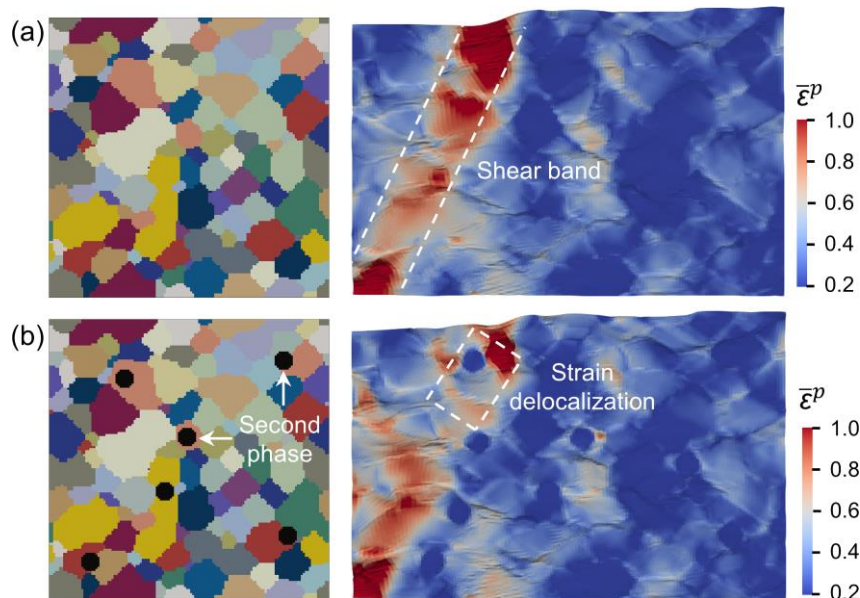 (a)
Shear band
ε̅ᵖ
1.0
0.8
0.6
0.4
0.2
(b)
Second
phase
Strain
delocalization
ε̅ᵖ
1.0
0.8
0.6
0.4
0.2